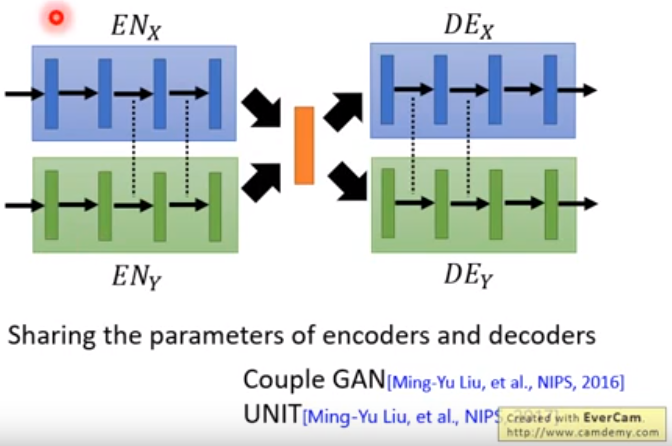 EN_X DE_X
EN_Y DE_Y
Sharing the parameters of encoders and decoders
Couple GAN[Ming-Yu Liu, et al., NIPS, 2016]
UNIT[Ming-Yu Liu, et al., NIPS
Created with EverCam.
http://www.camdemy.com